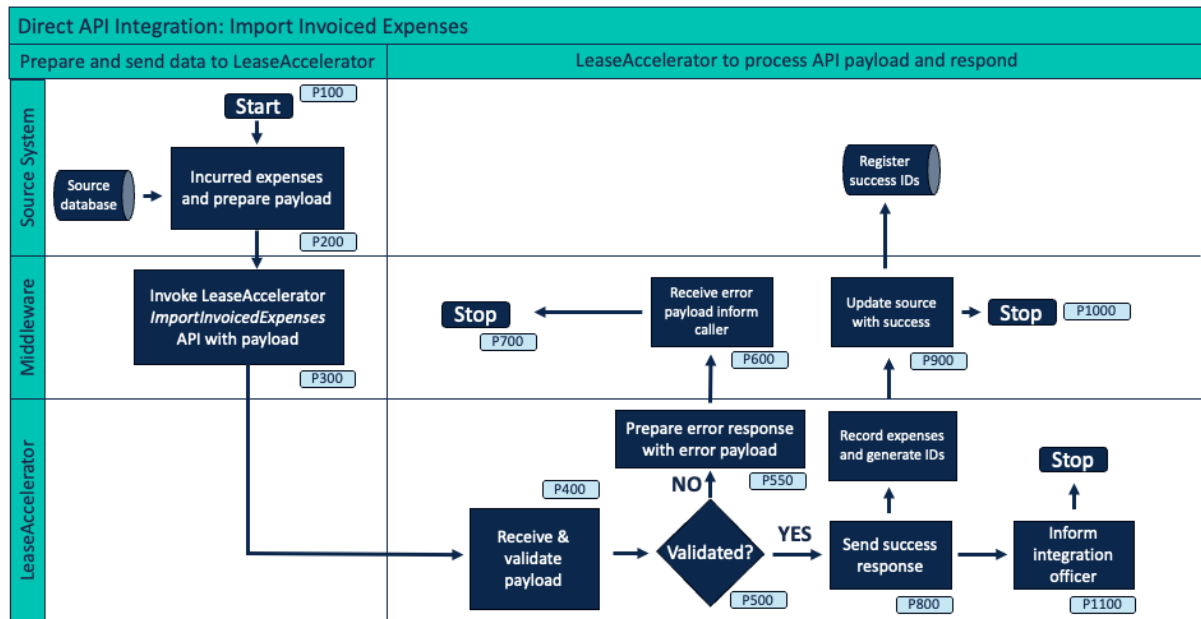 Direct API Integration: Import Invoiced Expenses
Prepare and send data to LeaseAccelerator
LeaseAccelerator to process API payload and respond
Source System
P100
Start
Source
database
Incurred expenses
and prepare payload
P200
Register
success IDs
Middleware
Invoke LeaseAccelerator
ImportInvoicedExpenses
API with payload
P300
Stop
P700
Receive error
payload inform
caller
P600
Update source
with success
P900
Stop
P1000
LeaseAccelerator
P400
Receive &
validate
payload
Prepare error response
with error payload
P550
NO
Validated?
P500
YES
Record expenses
and generate IDs
Send success
response
P800
Stop
Inform
integration
officer
P1100